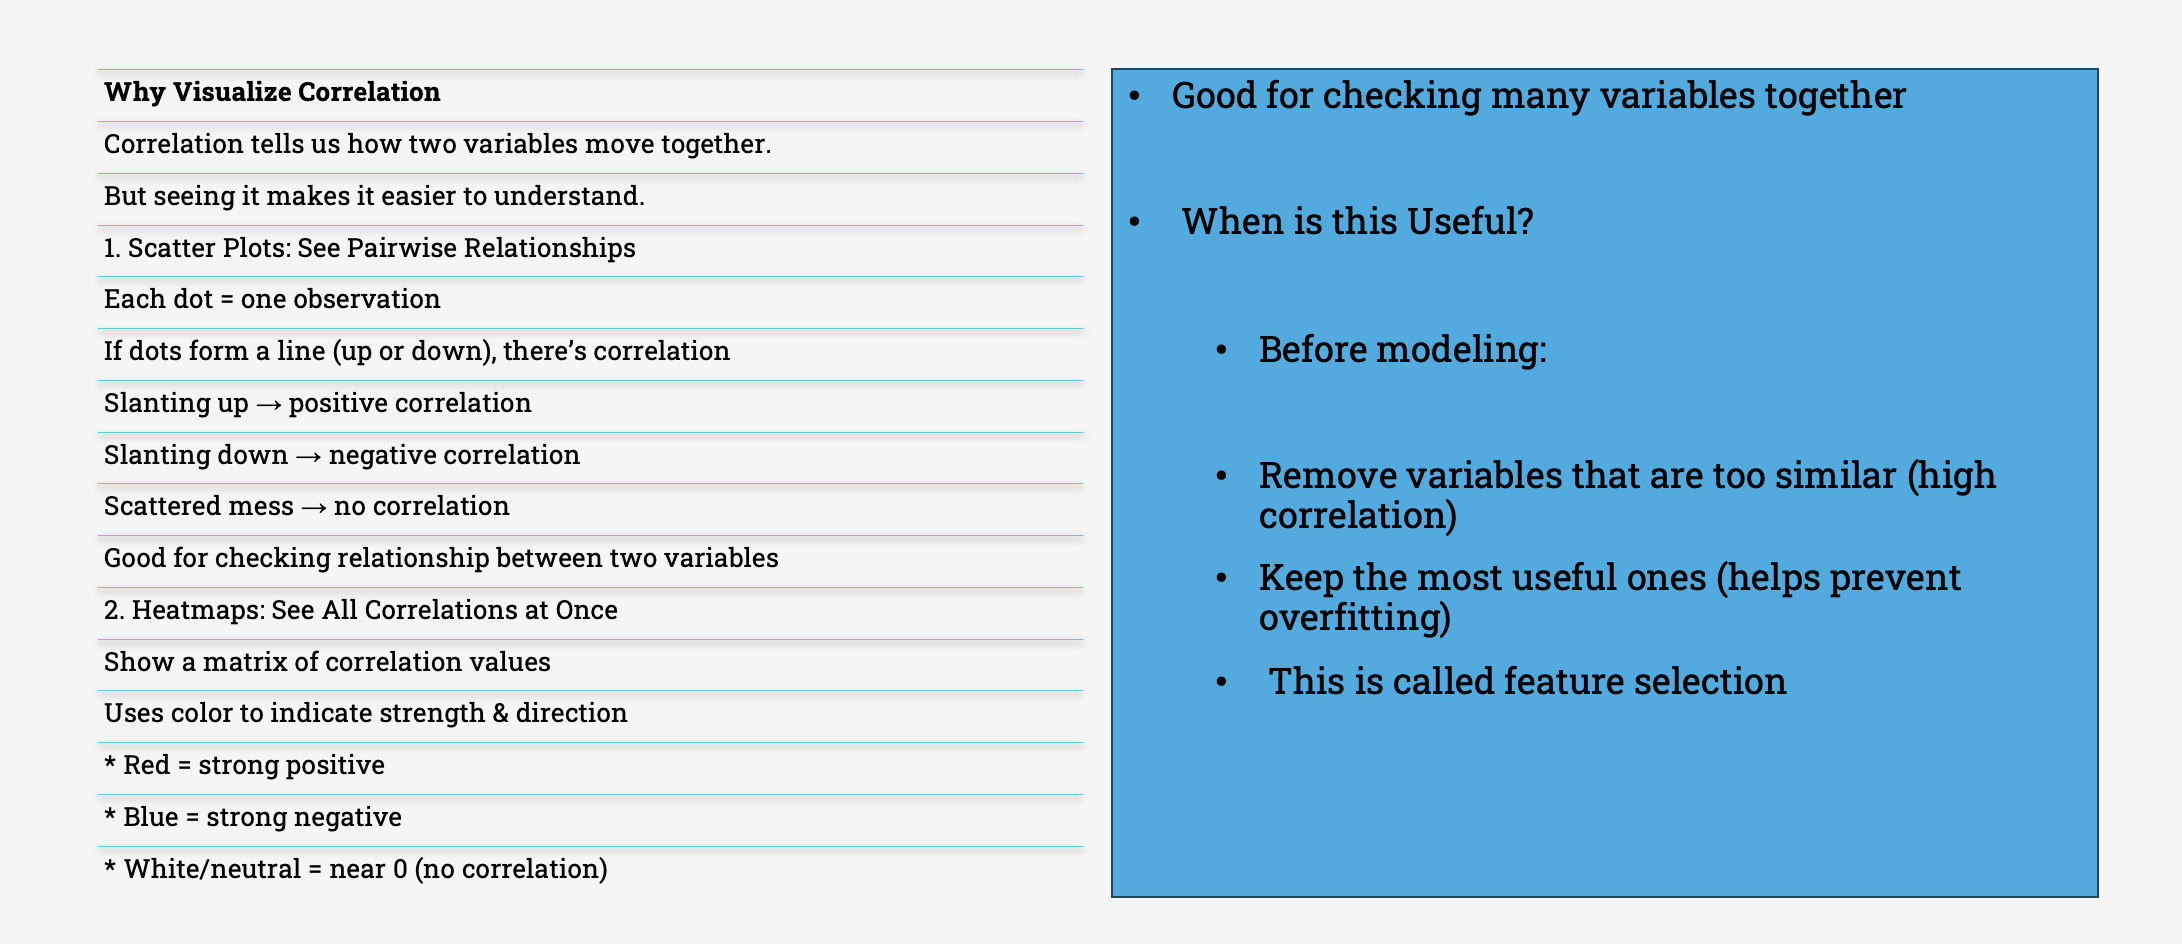 Why Visualize Correlation
Correlation tells us how two variables move together.
But seeing it makes it easier to understand.
1. Scatter Plots: See Pairwise Relationships
Each dot = one observation
If dots form a line (up or down), there’s correlation
Slanting up → positive correlation
Slanting down → negative correlation
Scattered mess → no correlation
Good for checking relationship between two variables
2. Heatmaps: See All Correlations at Once
Show a matrix of correlation values
Uses color to indicate strength & direction
* Red = strong positive
* Blue = strong negative
* White/neutral = near 0 (no correlation)
• Good for checking many variables together
• When is this Useful?
• Before modeling:
• Remove variables that are too similar (high
correlation)
• Keep the most useful ones (helps prevent
overfitting)
• This is called feature selection